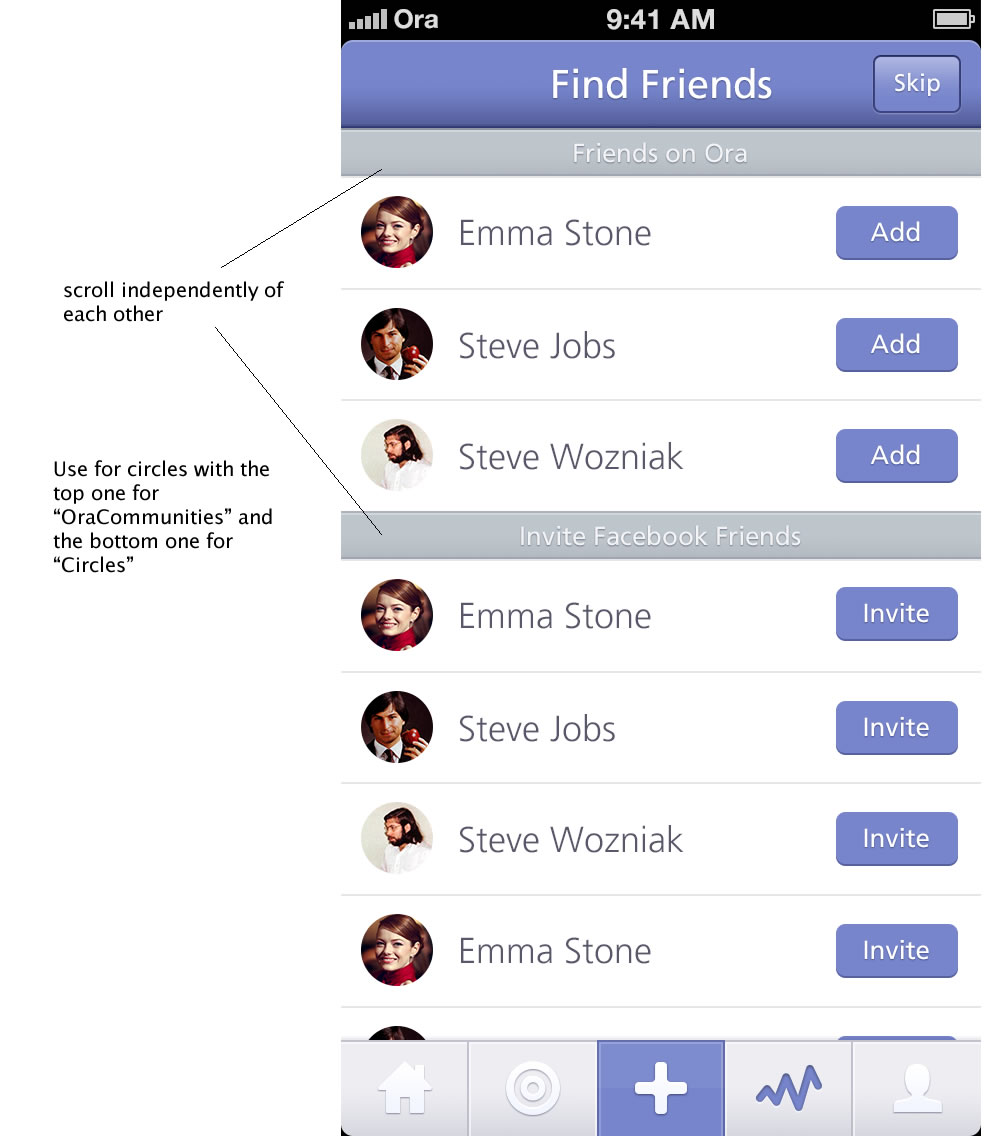 Ora 9:41 AM
Find Friends
Skip
Friends on Ora
Emma Stone Add
scroll independently of
each other
Steve Jobs Add
Steve Wozniak Add
Use for circles with the
top one for
“OraCommunities” and
the bottom one for
“Circles”
Invite Facebook Friends
Emma Stone Invite
Steve Jobs Invite
Steve Wozniak Invite
Emma Stone Invite